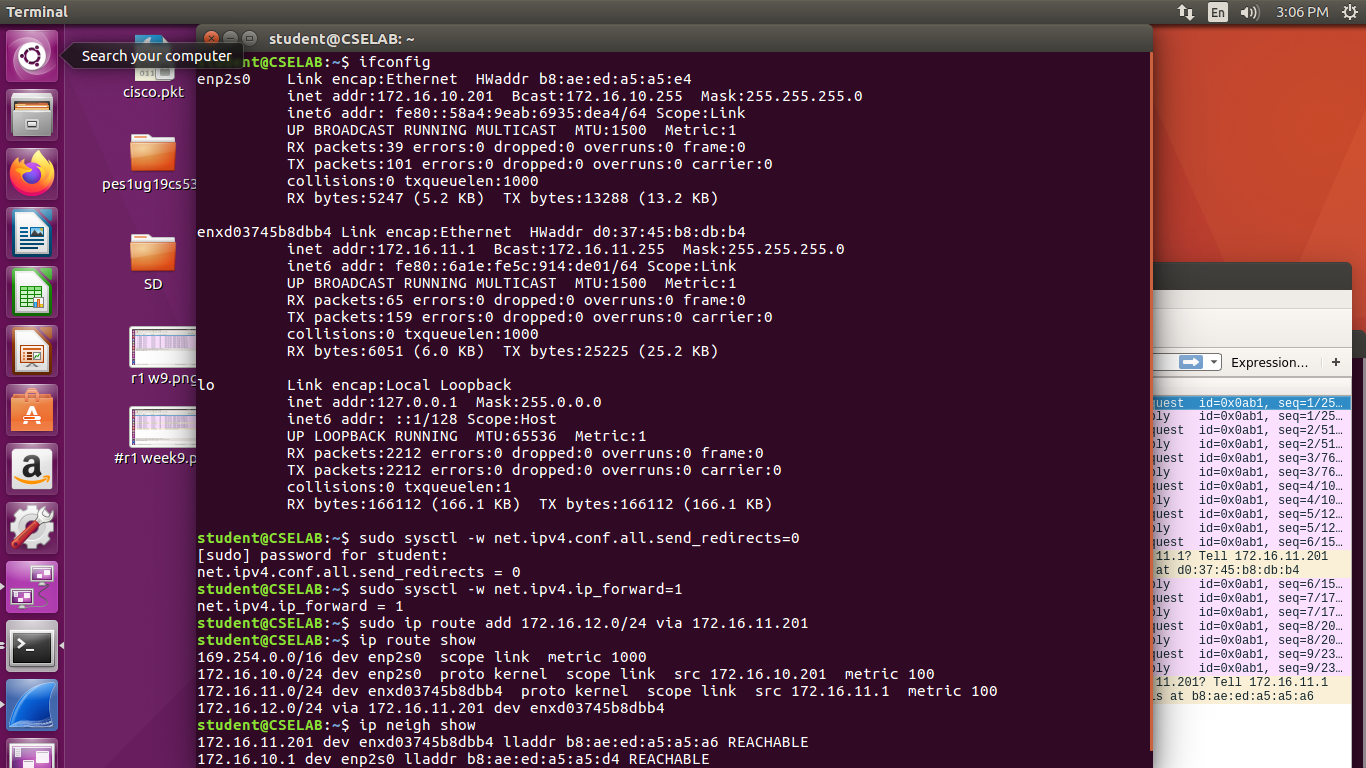 Terminal
En
3:06 PM
Search your computer
cisco.pkt
pes1ug19cs53
SD
r1 w9.png
#r1 week9.p
student@CSELAB: ~
student@CSELAB:~$ ifconfig
enp2s0    Link encap:Ethernet  HWaddr b8:ae:ed:a5:a5:e4
          inet addr:172.16.10.201  Bcast:172.16.10.255  Mask:255.255.255.0
          inet6 addr: fe80::58a4:9eab:6935:dea4/64 Scope:Link
          UP BROADCAST RUNNING MULTICAST  MTU:1500  Metric:1
          RX packets:39 errors:0 dropped:0 overruns:0 frame:0
          TX packets:101 errors:0 dropped:0 overruns:0 carrier:0
          collisions:0 txqueuelen:1000
          RX bytes:5247 (5.2 KB)  TX bytes:13288 (13.2 KB)
enxd03745b8dbb4 Link encap:Ethernet  HWaddr d0:37:45:b8:db:b4
          inet addr:172.16.11.1  Bcast:172.16.11.255  Mask:255.255.255.0
          inet6 addr: fe80::6a1e:fe5c:914:de01/64 Scope:Link
          UP BROADCAST RUNNING MULTICAST  MTU:1500  Metric:1
          RX packets:65 errors:0 dropped:0 overruns:0 frame:0
          TX packets:159 errors:0 dropped:0 overruns:0 carrier:0
          collisions:0 txqueuelen:1000
          RX bytes:6051 (6.0 KB)  TX bytes:25225 (25.2 KB)
lo        Link encap:Local Loopback
          inet addr:127.0.0.1  Mask:255.0.0.0
          inet6 addr: ::1/128 Scope:Host
          UP LOOPBACK RUNNING  MTU:65536  Metric:1
          RX packets:2212 errors:0 dropped:0 overruns:0 frame:0
          TX packets:2212 errors:0 dropped:0 overruns:0 carrier:0
          collisions:0 txqueuelen:1
          RX bytes:166112 (166.1 KB)  TX bytes:166112 (166.1 KB)
student@CSELAB:~$ sudo sysctl -w net.ipv4.conf.all.send_redirects=0
[sudo] password for student:
net.ipv4.conf.all.send_redirects = 0
student@CSELAB:~$ sudo sysctl -w net.ipv4.ip_forward=1
net.ipv4.ip_forward = 1
student@CSELAB:~$ sudo ip route add 172.16.12.0/24 via 172.16.11.201
student@CSELAB:~$ ip route show
169.254.0.0/16 dev enp2s0  scope link  metric 1000
172.16.10.0/24 dev enp2s0  proto kernel  scope link  src 172.16.10.201  metric 100
172.16.11.0/24 dev enxd03745b8dbb4  proto kernel  scope link  src 172.16.11.1  metric 100
172.16.12.0/24 via 172.16.11.201 dev enxd03745b8dbb4
student@CSELAB:~$ ip neigh show
172.16.11.201 dev enxd03745b8dbb4 lladdr b8:ae:ed:a5:a5:a6 REACHABLE
172.16.10.1 dev enp2s0 lladdr b8:ae:ed:a5:a5:d4 REACHABLE
Expression… +
uest  id=0x0ab1, seq=1/25…
ply  id=0x0ab1, seq=1/25…
quest  id=0x0ab1, seq=2/51…
ply  id=0x0ab1, seq=2/51…
quest  id=0x0ab1, seq=3/76…
ply  id=0x0ab1, seq=3/76…
quest  id=0x0ab1, seq=4/10…
ply  id=0x0ab1, seq=4/10…
quest  id=0x0ab1, seq=5/12…
ply  id=0x0ab1, seq=5/12…
quest  id=0x0ab1, seq=6/15…
.11.1? Tell 172.16.11.201
at d0:37:45:b8:db:b4
ply  id=0x0ab1, seq=6/15…
quest  id=0x0ab1, seq=7/17…
ply  id=0x0ab1, seq=7/17…
quest  id=0x0ab1, seq=8/20…
ply  id=0x0ab1, seq=8/20…
quest  id=0x0ab1, seq=9/23…
ply  id=0x0ab1, seq=9/23…
.11.201? Tell 172.16.11.1
s at b8:ae:ed:a5:a5:a6